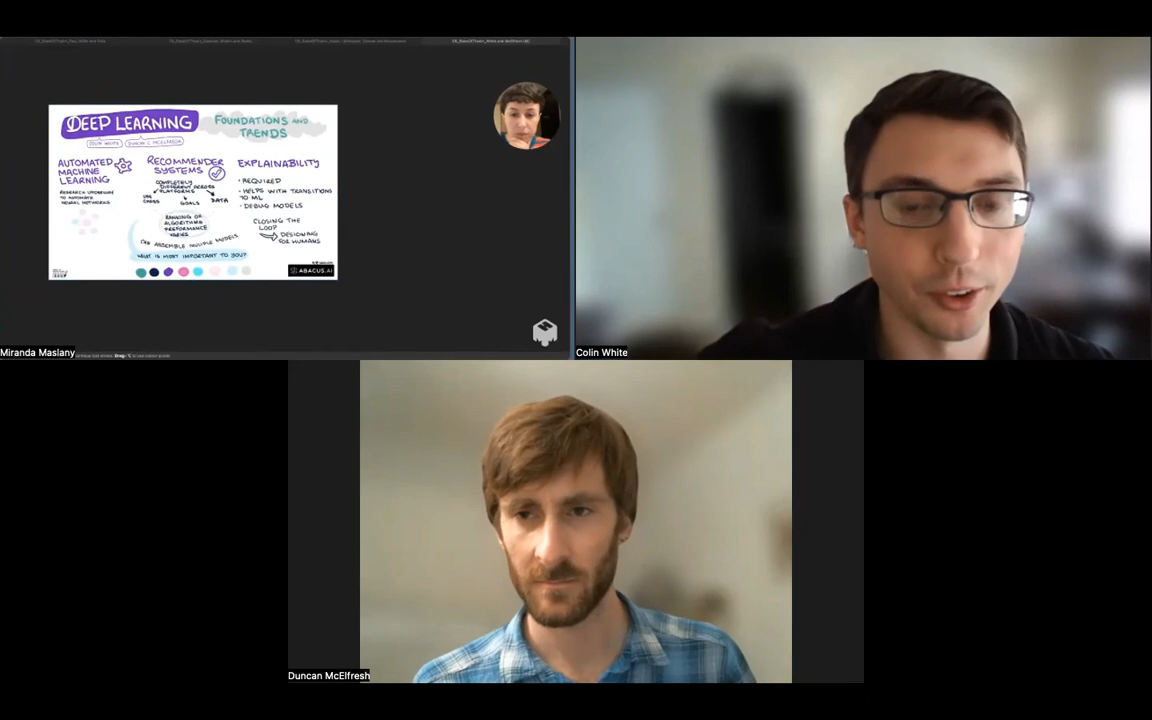 DEEP LEARNING
FOUNDATIONS AND
TRENDS
COLIN WHITE
DUNCAN C MCELFRESH
AUTOMATED
MACHINE
LEARNING
RESEARCH UNDERWAY
TO AUTOMATE
NEURAL NETWORKS
RECOMMENDER
SYSTEMS
COMPLETELY
DIFFERENT ACROSS
PLATFORMS
USE
CASES
GOALS
DATA
RANKING OF
ALGORITHMS
PREFORMANCE
VARIES
CAN ASSEMBLE MULTIPLE MODELS
WHAT IS MOST IMPORTANT TO YOU?
EXPLAINABILITY
• REQUIRED
• HELPS WITH TRANSITIONS
TO ML
• DEBUG MODELS
CLOSING THE
LOOP
DESIGNING
FOR HUMANS
ABACUS.AI
Miranda Maslany
Colin White
Duncan McElfresh